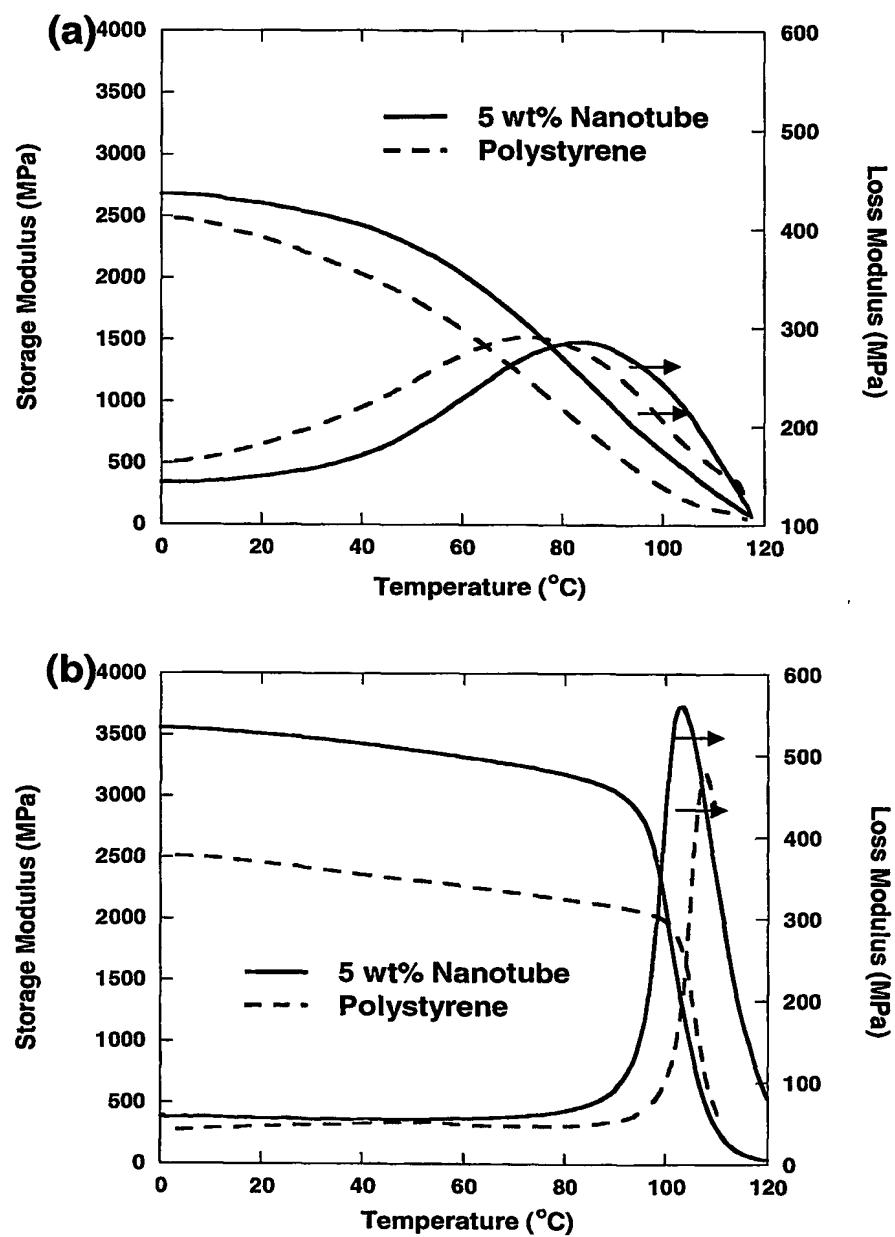 (a)
4000
3500
3000
2500
2000
1500
1000
500
0
Storage Modulus (MPa)
5 wt% Nanotube
Polystyrene
600
500
400
300
200
100
Loss Modulus (MPa)
0 20 40 60 80 100 120
Temperature (°C)
(b)
4000
3500
3000
2500
2000
1500
1000
500
0
Storage Modulus (MPa)
5 wt% Nanotube
Polystyrene
600
500
400
300
200
100
0
Loss Modulus (MPa)
0 20 40 60 80 100 120
Temperature (°C)